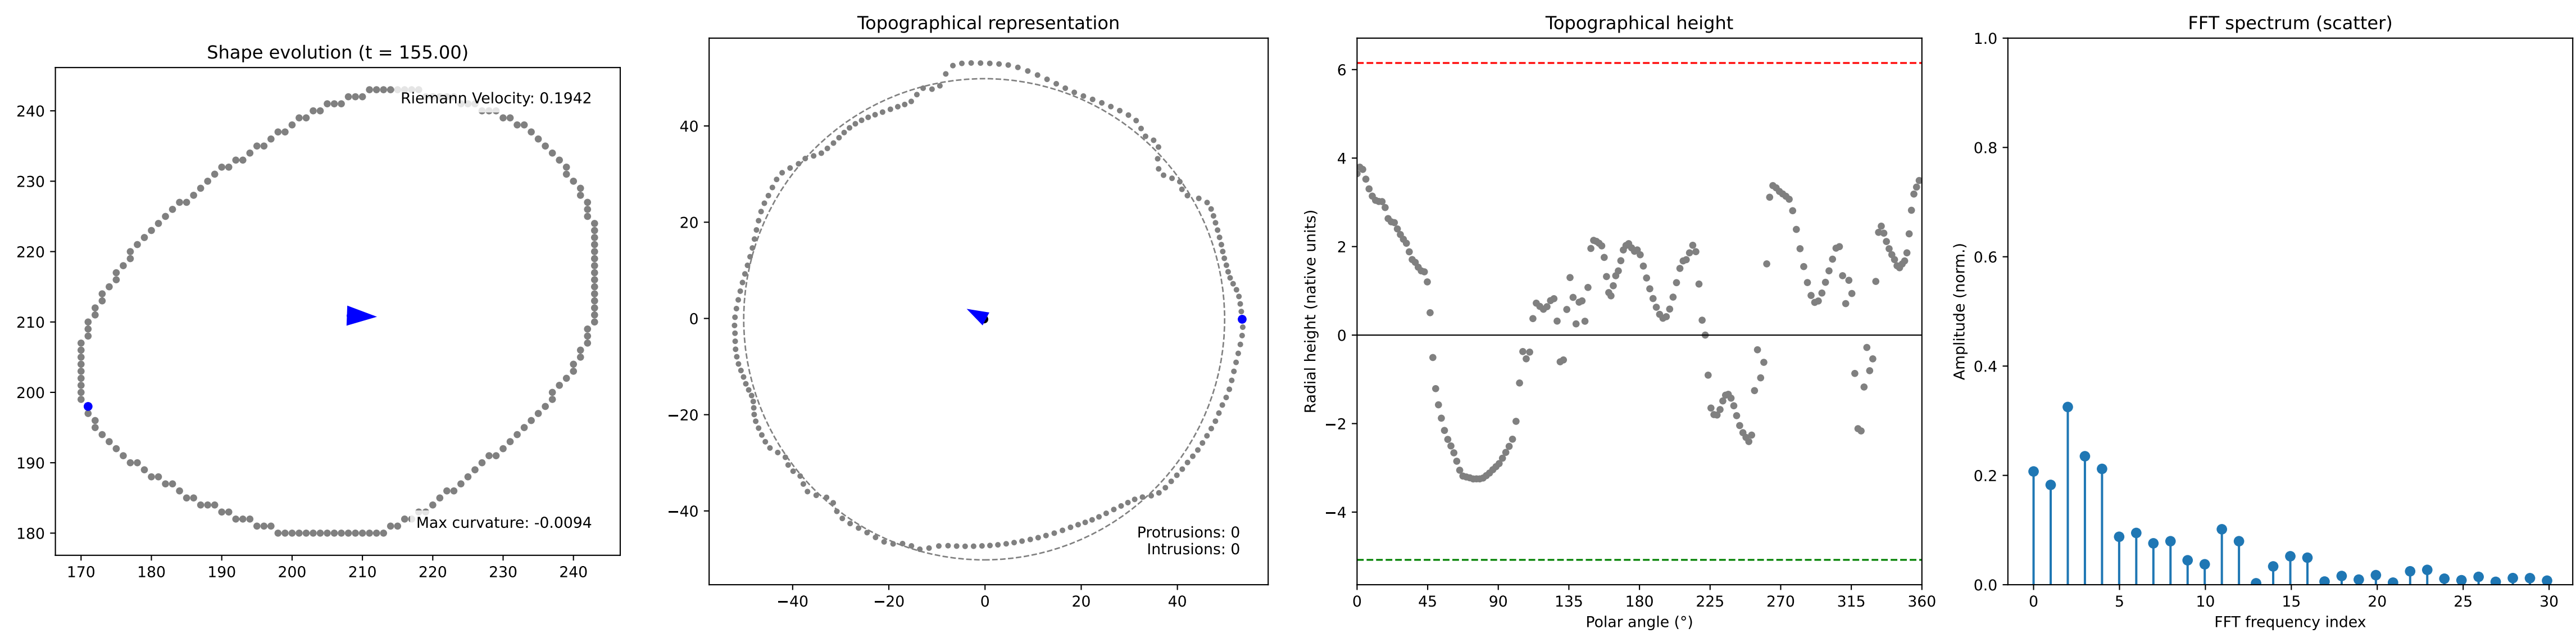 Shape evolution (t = 155.00)
Riemann Velocity: 0.1942
Max curvature: -0.0094
240
230
220
210
200
190
180
170 180 190 200 210 220 230 240
Topographical representation
40
20
0
−20
−40
−40 −20 0 20 40
Protrusions: 0
Intrusions: 0
Topographical height
Radial height (native units)
6
4
2
0
−2
−4
0 45 90 135 180 225 270 315 360
Polar angle (°)
FFT spectrum (scatter)
Amplitude (norm.)
1.0
0.8
0.6
0.4
0.2
0.0
0 5 10 15 20 25 30
FFT frequency index